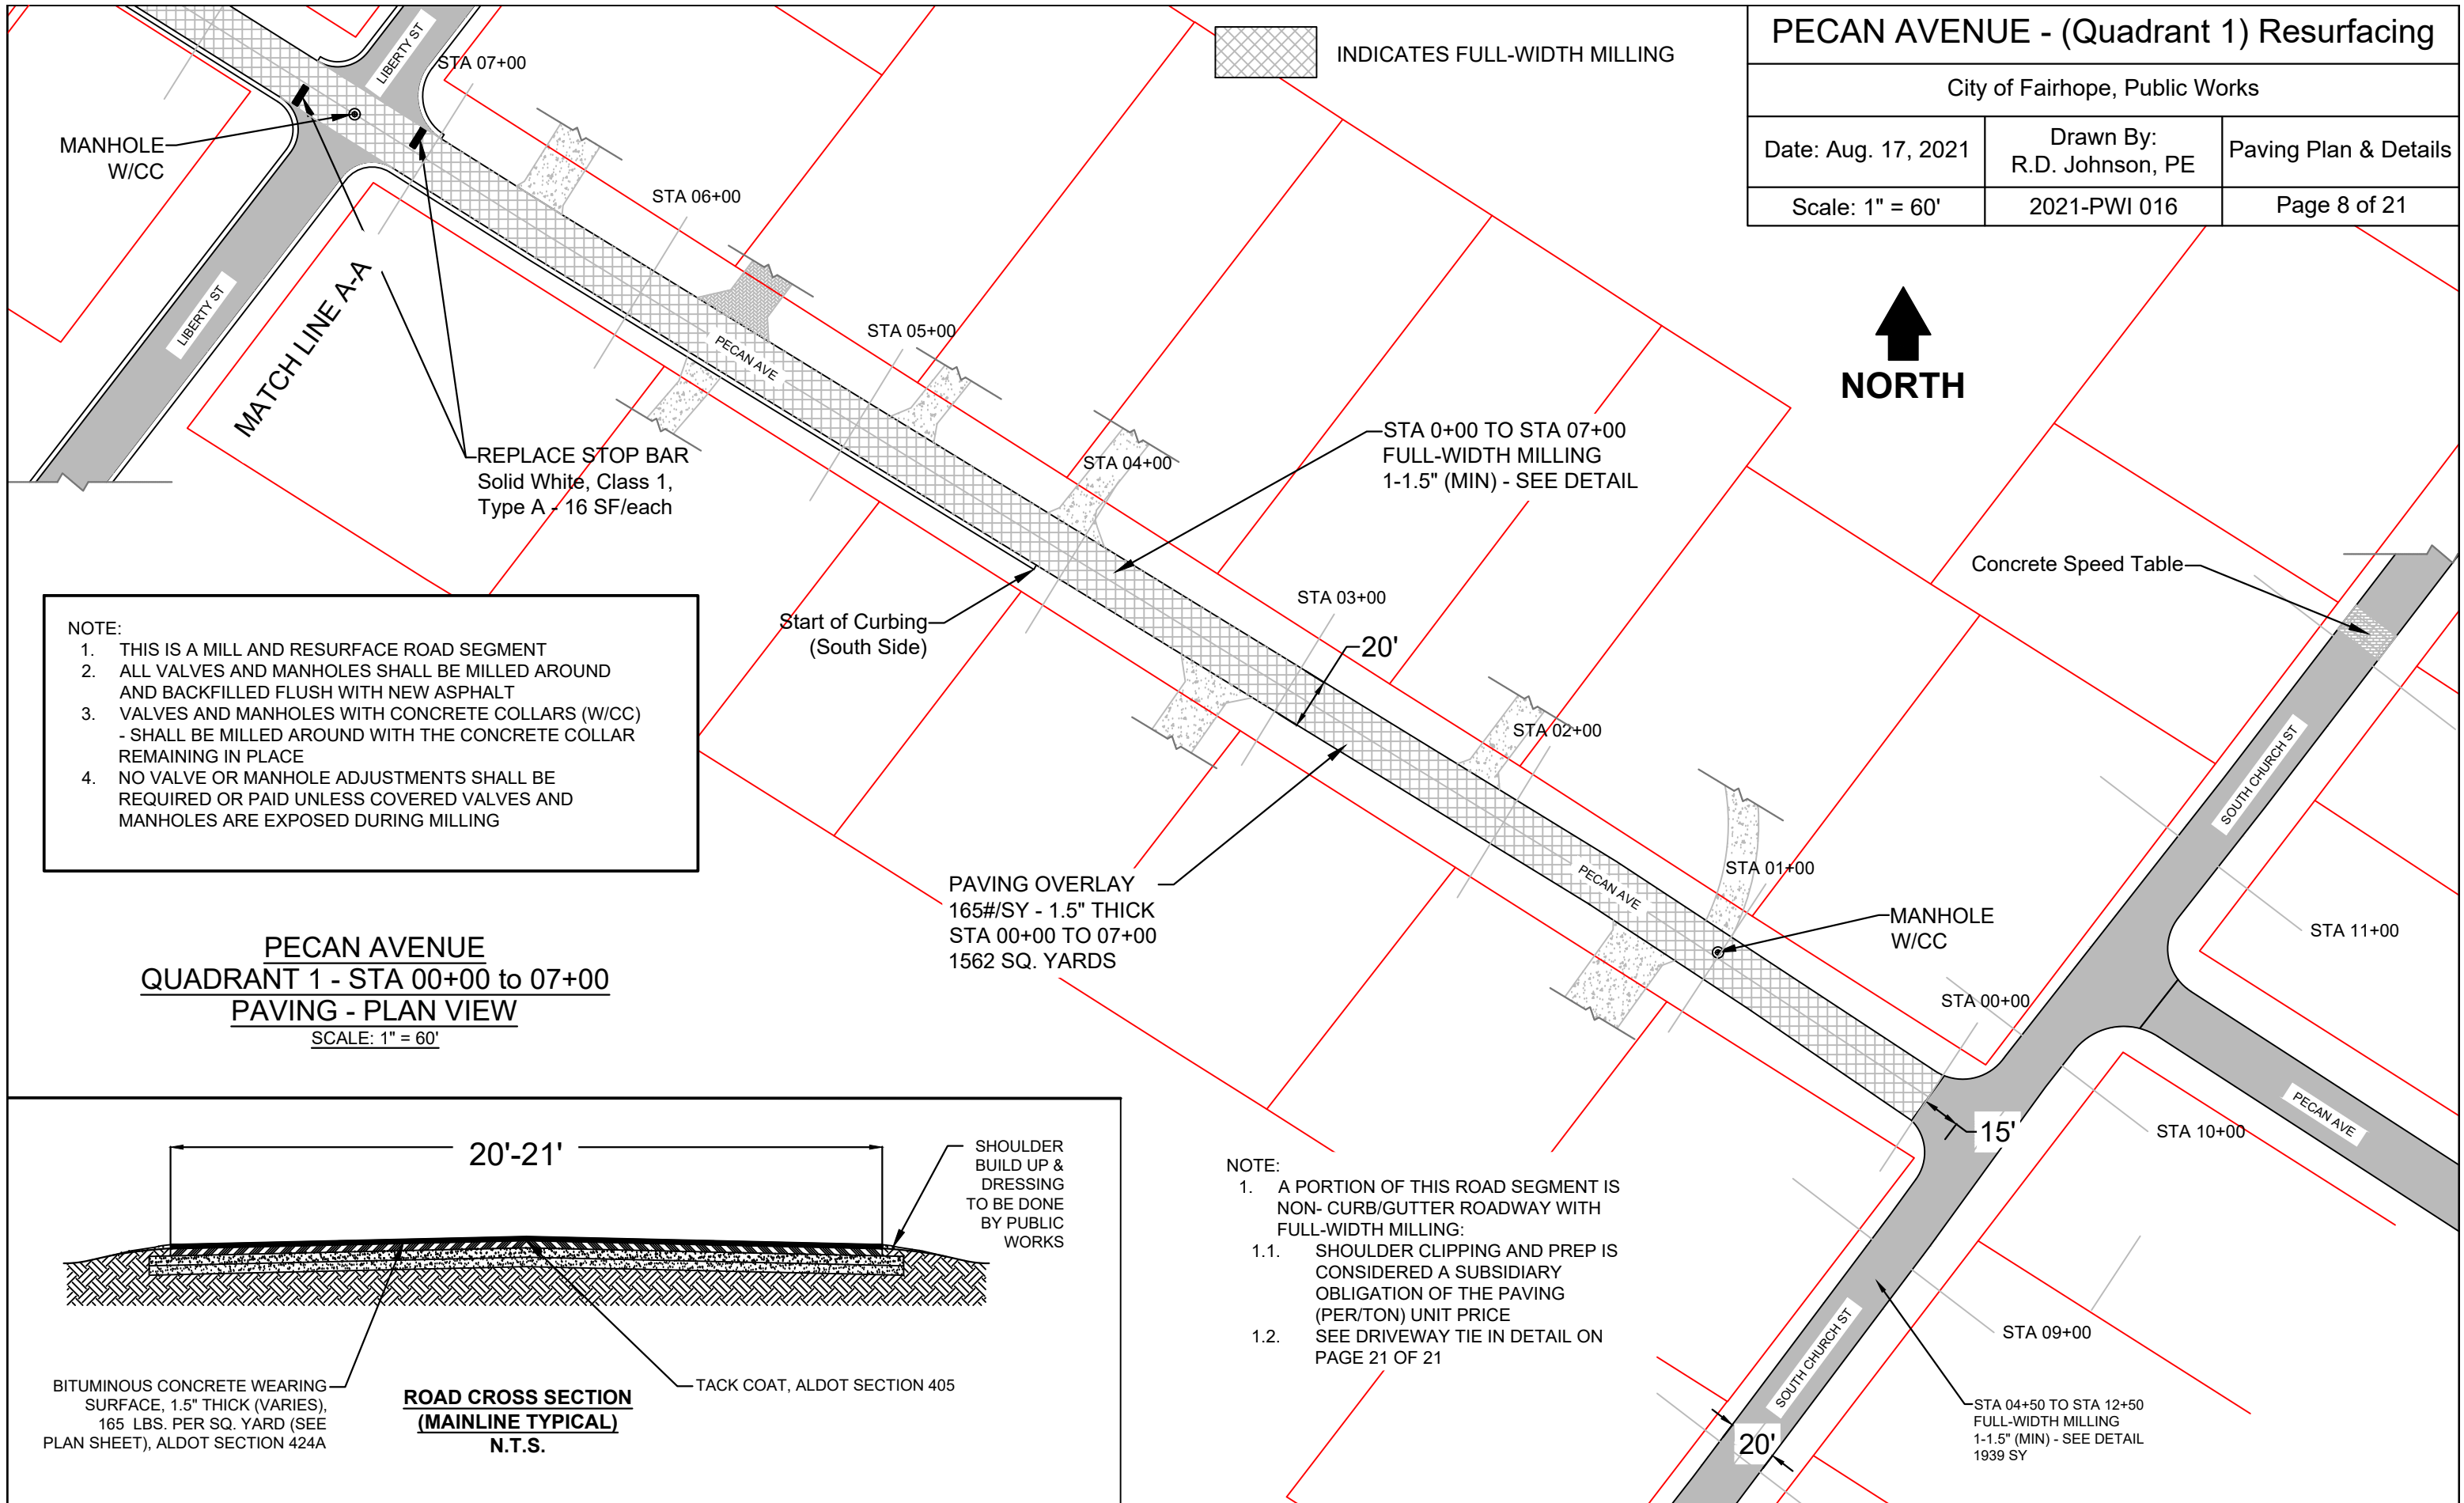 PECAN AVENUE - (Quadrant 1) Resurfacing
City of Fairhope, Public Works
Date: Aug. 17, 2021
Drawn By:
R.D. Johnson, PE
Paving Plan & Details
Scale: 1" = 60'
2021-PWI 016
Page 8 of 21
INDICATES FULL-WIDTH MILLING
LIBERTY ST
STA 07+00
MANHOLE
W/CC
STA 06+00
LIBERTY ST
MATCH LINE A-A
PECAN AVE
STA 05+00
NORTH
REPLACE STOP BAR
Solid White, Class 1,
Type A - 16 SF/each
STA 04+00
STA 0+00 TO STA 07+00
FULL-WIDTH MILLING
1-1.5" (MIN) - SEE DETAIL
Concrete Speed Table
Start of Curbing
(South Side)
STA 03+00
20'
NOTE:
1. THIS IS A MILL AND RESURFACE ROAD SEGMENT
2. ALL VALVES AND MANHOLES SHALL BE MILLED AROUND
AND BACKFILLED FLUSH WITH NEW ASPHALT
3. VALVES AND MANHOLES WITH CONCRETE COLLARS (W/CC)
- SHALL BE MILLED AROUND WITH THE CONCRETE COLLAR
REMAINING IN PLACE
4. NO VALVE OR MANHOLE ADJUSTMENTS SHALL BE
REQUIRED OR PAID UNLESS COVERED VALVES AND
MANHOLES ARE EXPOSED DURING MILLING
STA 02+00
SOUTH CHURCH ST
PAVING OVERLAY
165#/SY - 1.5" THICK
STA 00+00 TO 07+00
1562 SQ. YARDS
PECAN AVE
STA 01+00
MANHOLE
W/CC
STA 11+00
PECAN AVENUE
QUADRANT 1 - STA 00+00 to 07+00
PAVING - PLAN VIEW
SCALE: 1" = 60'
STA 00+00
PECAN AVE
15'
STA 10+00
20'-21'
SHOULDER
BUILD UP &
DRESSING
TO BE DONE
BY PUBLIC
WORKS
BITUMINOUS CONCRETE WEARING
SURFACE, 1.5" THICK (VARIES),
165 LBS. PER SQ. YARD (SEE
PLAN SHEET), ALDOT SECTION 424A
ROAD CROSS SECTION
(MAINLINE TYPICAL)
N.T.S.
TACK COAT, ALDOT SECTION 405
NOTE:
1. A PORTION OF THIS ROAD SEGMENT IS
NON- CURB/GUTTER ROADWAY WITH
FULL-WIDTH MILLING:
1.1. SHOULDER CLIPPING AND PREP IS
CONSIDERED A SUBSIDIARY
OBLIGATION OF THE PAVING
(PER/TON) UNIT PRICE
1.2. SEE DRIVEWAY TIE IN DETAIL ON
PAGE 21 OF 21
STA 09+00
SOUTH CHURCH ST
20'
STA 04+50 TO STA 12+50
FULL-WIDTH MILLING
1-1.5" (MIN) - SEE DETAIL
1939 SY